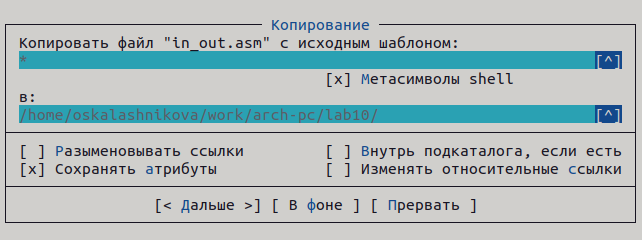 Копирование
Копировать файл "in_out.asm" с исходным шаблоном:
* [^]
[x] Метасимволы shell
в:
/home/oskalashnikova/work/arch-pc/lab10/ [^]
[ ] Разыменовывать ссылки [ ] Внутрь подкаталога, если есть
[x] Сохранять атрибуты [ ] Изменять относительные ссылки
[< Дальше >] [ В фоне ] [ Прервать ]